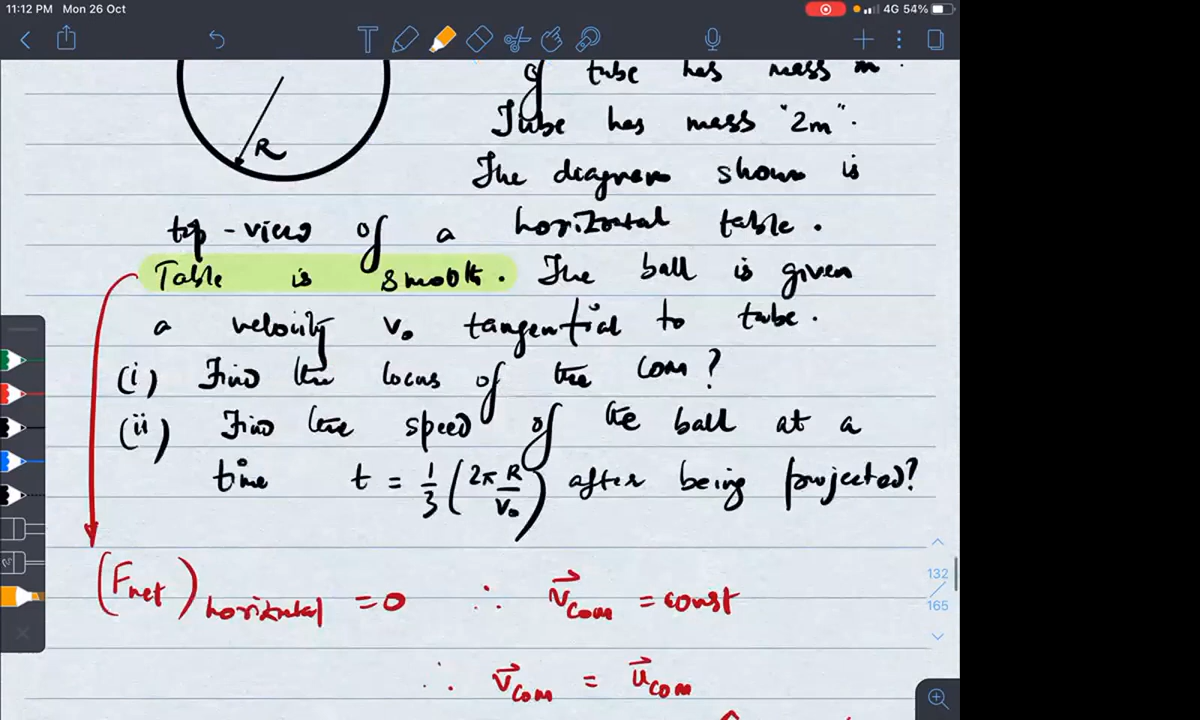 11:12 PM Mon 26 Oct
4G 54%
of tube has mass m.
R
Tube has mass "2m".
The diagram shown is
top-view of a horizontal table.
Table is smooth. The ball is given
a velocity v₀ tangential to tube.
(i) Find the locus of the com?
(ii) Find the speed of the ball at a
time t = 1/3 (2πR/v₀) after being projected?
132
165
(Fnet)horizontal = 0 ∴ v⃗com = const
∴ v⃗com = u⃗com